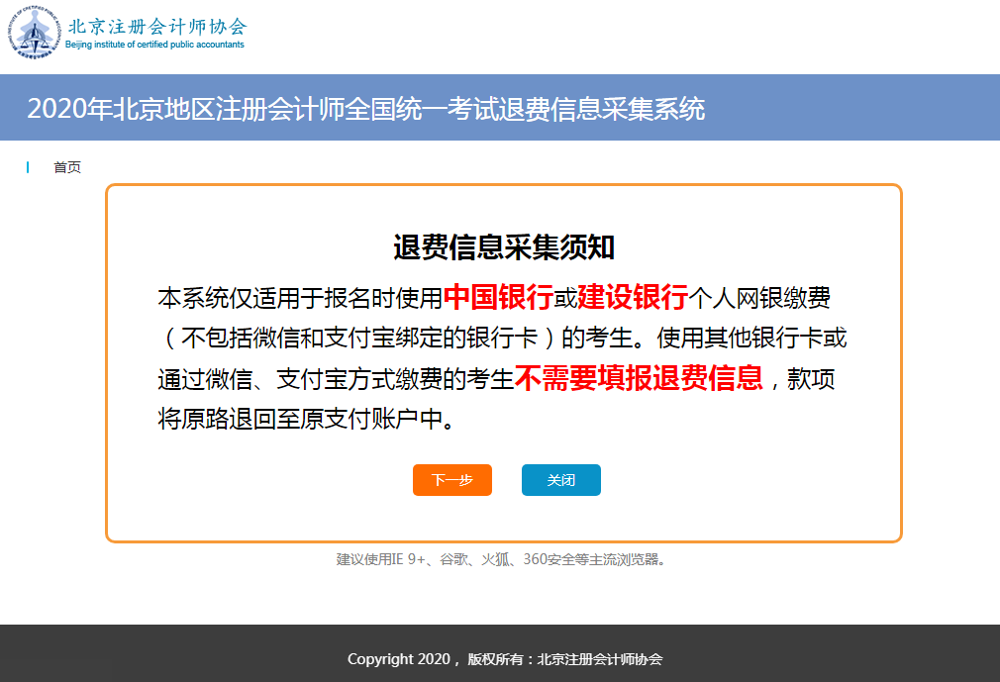 北京注册会计师协会
Beijing institute of certified public accountants
2020年北京地区注册会计师全国统一考试退费信息采集系统
首页
退费信息采集须知
本系统仅适用于报名时使用中国银行或建设银行个人网银缴费
（不包括微信和支付宝绑定的银行卡）的考生。使用其他银行卡或
通过微信、支付宝方式缴费的考生不需要填报退费信息，款项
将原路退回至原支付账户中。
下一步
关闭
建议使用IE 9+、谷歌、火狐、360安全等主流浏览器。
Copyright 2020 ，版权所有：北京注册会计师协会